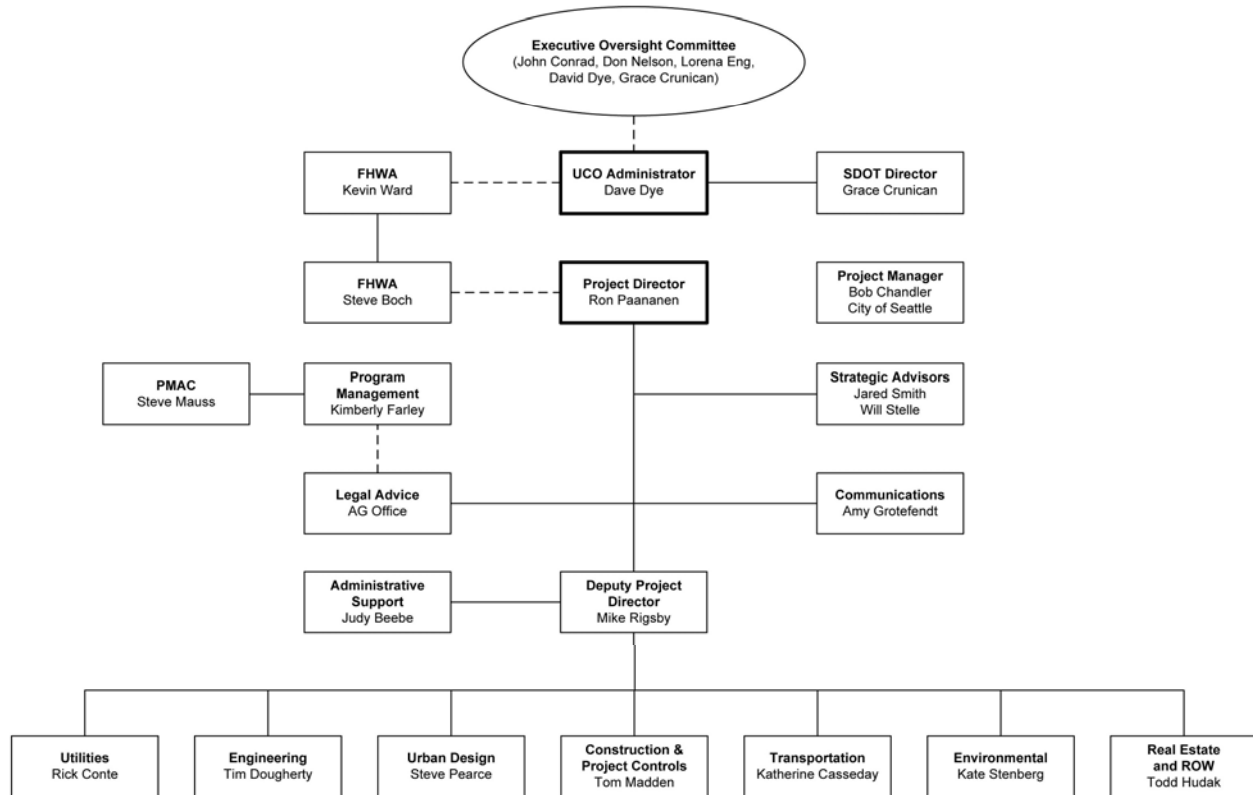 Executive Oversight Committee
(John Conrad, Don Nelson, Lorena Eng,
David Dye, Grace Crunican)
FHWA
Kevin Ward
UCO Administrator
Dave Dye
SDOT Director
Grace Crunican
FHWA
Steve Boch
Project Director
Ron Paananen
Project Manager
Bob Chandler
City of Seattle
PMAC
Steve Mauss
Program
Management
Kimberly Farley
Strategic Advisors
Jared Smith
Will Stelle
Legal Advice
AG Office
Communications
Amy Grotefendt
Administrative
Support
Judy Beebe
Deputy Project
Director
Mike Rigsby
Utilities
Rick Conte
Engineering
Tim Dougherty
Urban Design
Steve Pearce
Construction &
Project Controls
Tom Madden
Transportation
Katherine Casseday
Environmental
Kate Stenberg
Real Estate
and ROW
Todd Hudak